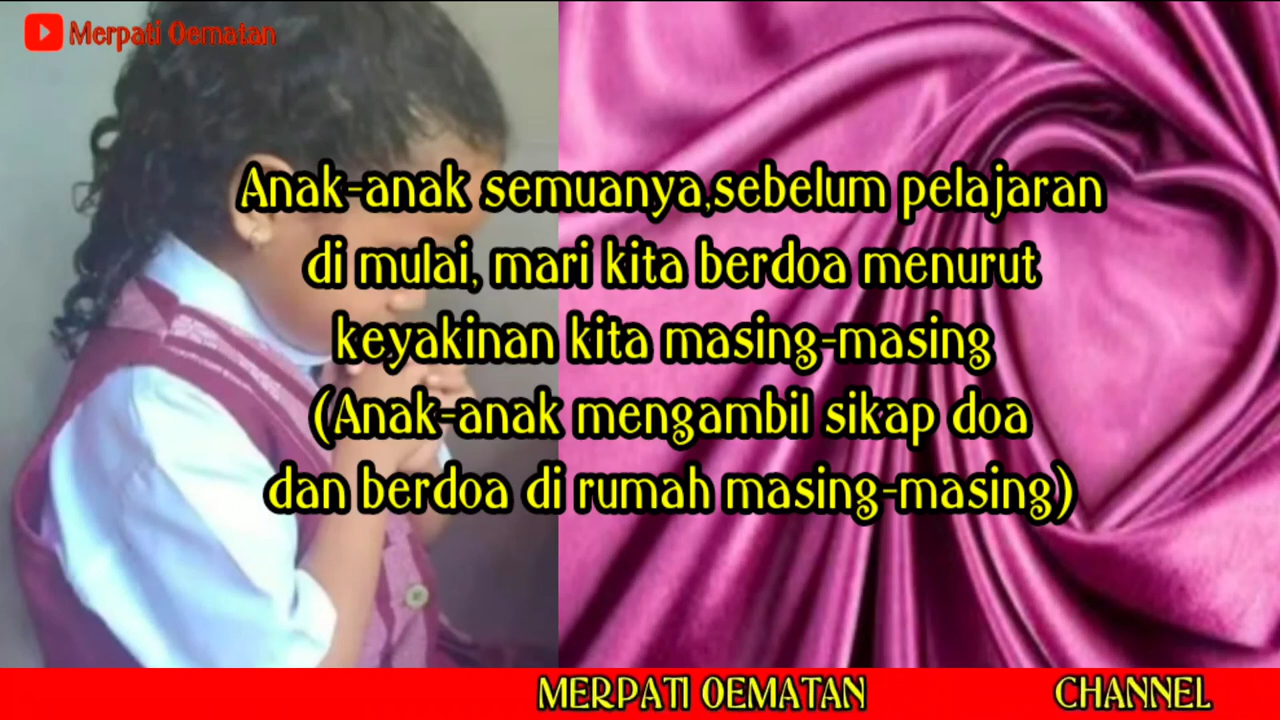 Merpati Oematan
Anak-anak semuanya,sebelum pelajaran
di mulai, mari kita berdoa menurut
keyakinan kita masing-masing
(Anak-anak mengambil sikap doa
dan berdoa di rumah masing-masing)
MERPATI OEMATAN CHANNEL